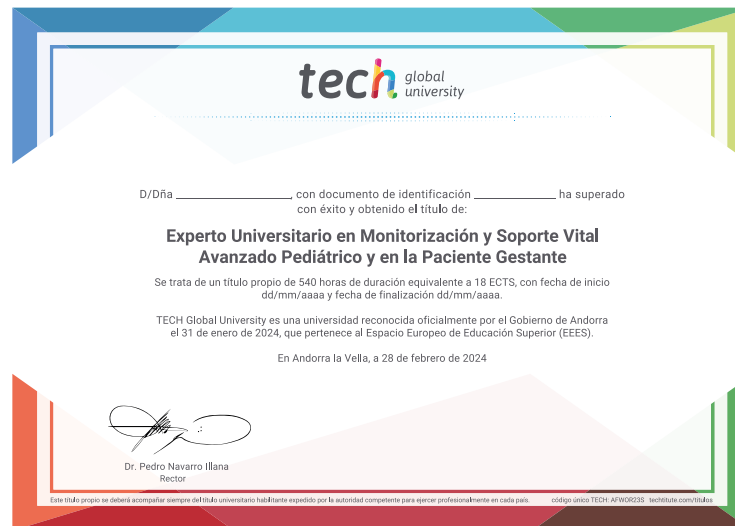 tech global university
D/Dña ____________________, con documento de identificación ______________ ha superado
con éxito y obtenido el título de:
Experto Universitario en Monitorización y Soporte Vital
Avanzado Pediátrico y en la Paciente Gestante
Se trata de un título propio de 540 horas de duración equivalente a 18 ECTS, con fecha de inicio
dd/mm/aaaa y fecha de finalización dd/mm/aaaa.
TECH Global University es una universidad reconocida oficialmente por el Gobierno de Andorra
el 31 de enero de 2024, que pertenece al Espacio Europeo de Educación Superior (EEES).
En Andorra la Vella, a 28 de febrero de 2024
Dr. Pedro Navarro Illana
Rector
Este título propio se deberá acompañar siempre del título universitario habilitante expedido por la autoridad competente para ejercer profesionalmente en cada país. código único TECH: AFWOR23S techtitute.com/titulos